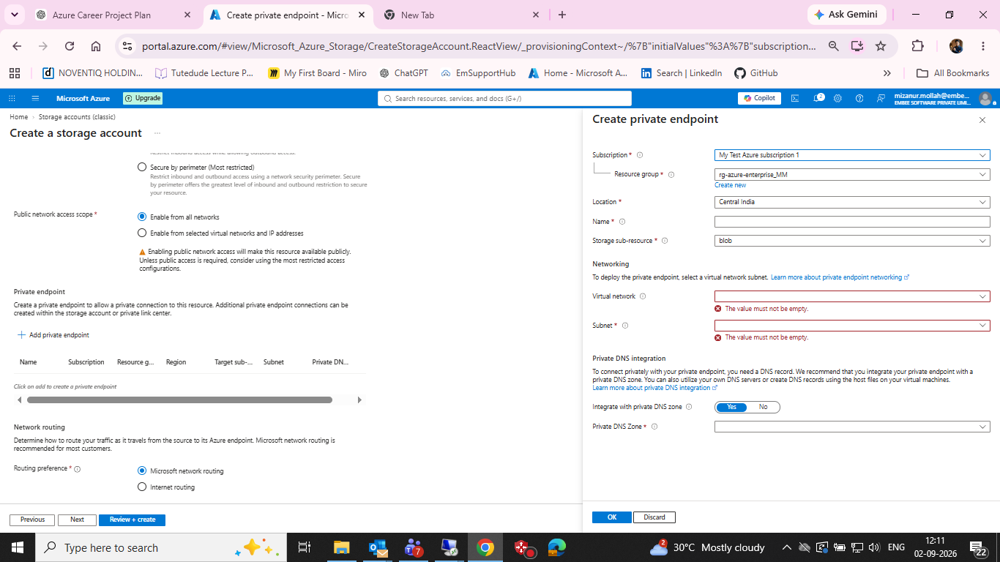 Azure Career Project Plan
Create private endpoint - Micro
New Tab
Ask Gemini
portal.azure.com/#view/Microsoft_Azure_Storage/CreateStorageAccount.ReactView/_provisioningContext~/%7B"initialValues"%3A%7B"subscription...
NOVENTIQ HOLDIN...
Tutedude Lecture P...
My First Board - Miro
ChatGPT
EmSupportHub
Home - Microsoft A...
Search | LinkedIn
GitHub
»
All Bookmarks
Microsoft Azure
Upgrade
Search resources, services, and docs (G+/)
Copilot
2
mizanur.mollah@embe...
EMBEE SOFTWARE PRIVATE LIMI...
Home › Storage accounts (classic)
Create a storage account
...
Restrict inbound access while allowing outbound access.
Secure by perimeter (Most restricted)
Restrict inbound and outbound access using a network security perimeter. Secure
by perimeter offers the greatest level of inbound and outbound restriction to secure
your resource.
Public network access scope *
Enable from all networks
Enable from selected virtual networks and IP addresses
Enabling public network access will make this resource available publicly.
Unless public access is required, consider using the most restricted access
configurations.
Private endpoint
Create a private endpoint to allow a private connection to this resource. Additional private endpoint connections can be
created within the storage account or private link center.
Add private endpoint
Name
Subscription
Resource g...
Region
Target sub-...
Subnet
Private DN...
Click on add to create a private endpoint
Network routing
Determine how to route your traffic as it travels from the source to its Azure endpoint. Microsoft network routing is
recommended for most customers.
Routing preference *
Microsoft network routing
Internet routing
Previous
Next
Review + create
Create private endpoint
Subscription *
My Test Azure subscription 1
Resource group *
rg-azure-enterprise_MM
Create new
Location *
Central India
Name *
Storage sub-resource *
blob
Networking
To deploy the private endpoint, select a virtual network subnet. Learn more about private endpoint networking
Virtual network
The value must not be empty.
Subnet *
The value must not be empty.
Private DNS integration
To connect privately with your private endpoint, you need a DNS record. We recommend that you integrate your private endpoint with a
private DNS zone. You can also utilize your own DNS servers or create DNS records using the host files on your virtual machines.
Learn more about private DNS integration
Integrate with private DNS zone
Yes
No
Private DNS Zone *
OK
Discard
Type here to search
7
2
30°C Mostly cloudy
ENG
12:11
02-09-2026
22